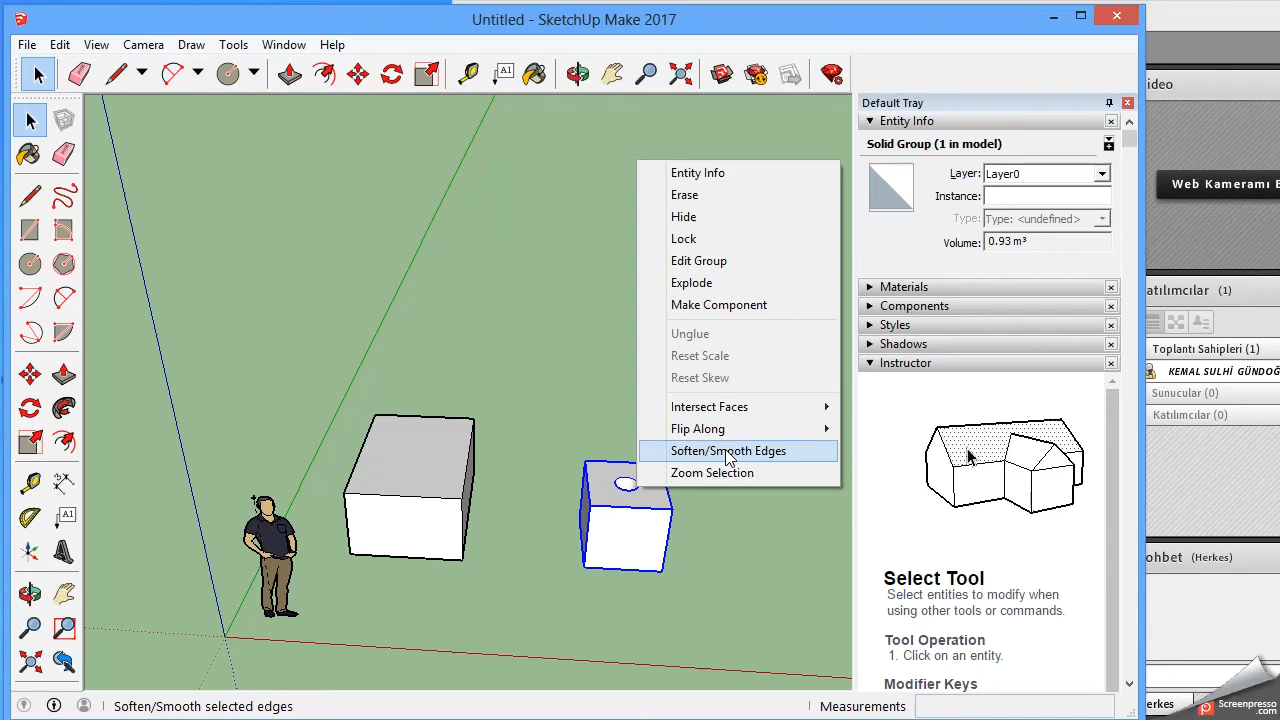 Untitled - SketchUp Make 2017
File Edit View Camera Draw Tools Window Help
A1
Default Tray
Entity Info
Solid Group (1 in model)
Layer: Layer0
Instance:
Type: Type: <undefined>
Volume: 0.93 m³
Materials
Components
Styles
Shadows
Instructor
Select Tool
Select entities to modify when
using other tools or commands.
Tool Operation
1. Click on an entity.
Modifier Keys
Entity Info
Erase
Hide
Lock
Edit Group
Explode
Make Component
Unglue
Reset Scale
Reset Skew
Intersect Faces
Flip Along
Soften/Smooth Edges
Zoom Selection
A1
Soften/Smooth selected edges
Measurements
ideo
Web Kameramı E
atılımcılar (1)
Toplantı Sahipleri (1)
KEMAL SULHİ GÜNDOĞ
Sunucular (0)
Katılımcılar (0)
ohbet (Herkes)
erkes
Screenpresso
.com